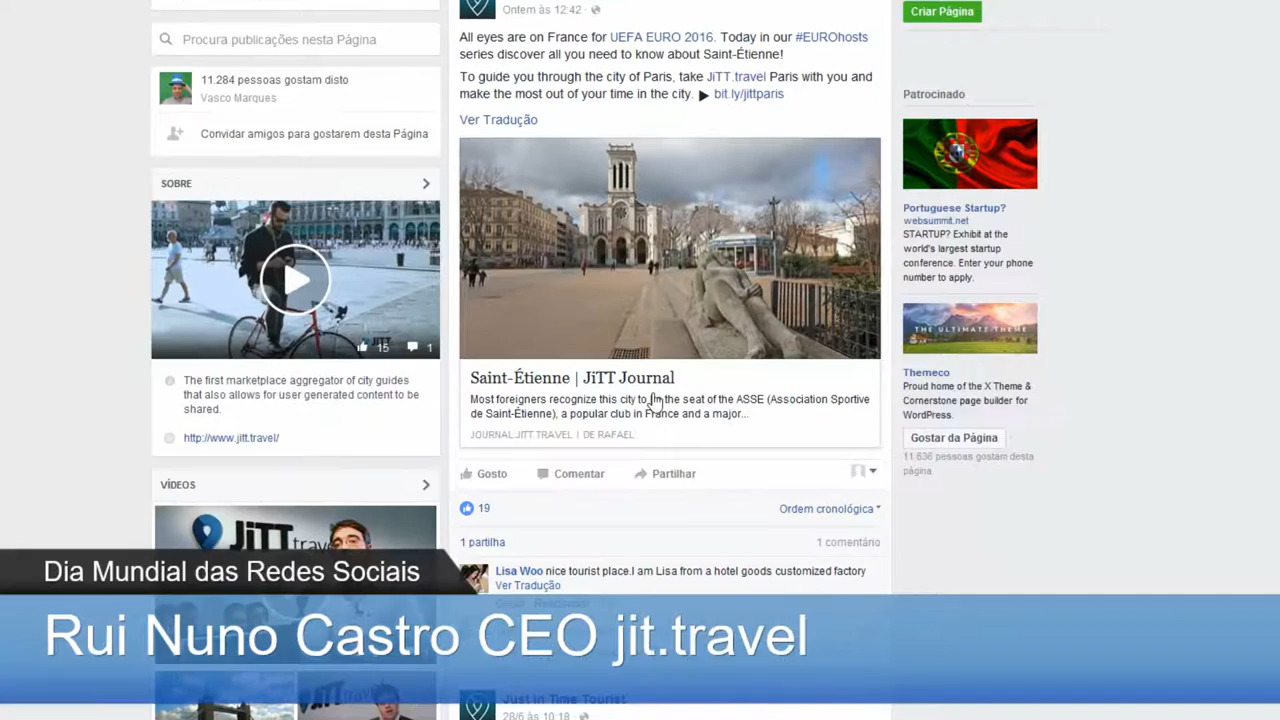 Procura publicações nesta Página
11.284 pessoas gostam disto
Vasco Marques
Convidar amigos para gostarem desta Página
SOBRE
15
1
The first marketplace aggregator of city guides
that also allows for user generated content to be
shared.
http://www.jitt.travel/
VÍDEOS
JiTT
travel
Ontem às 12:42
All eyes are on France for UEFA EURO 2016. Today in our #EUROhosts
series discover all you need to know about Saint-Étienne!
To guide you through the city of Paris, take JiTT.travel Paris with you and
make the most out of your time in the city. ▶ bit.ly/jittparis
Ver Tradução
Saint-Étienne | JiTT Journal
Most foreigners recognize this city to be the seat of the ASSE (Association Sportive
de Saint-Étienne), a popular club in France and a major...
JOURNAL.JITT.TRAVEL | DE RAFAEL
Gosto Comentar Partilhar
19
Ordem cronológica
1 partilha
1 comentário
Lisa Woo nice tourist place.I am Lisa from a hotel goods customized factory
Ver Tradução
Just in Time Tourist
28/6 às 10:18
Criar Página
Patrocinado
Portuguese Startup?
websummit.net
STARTUP? Exhibit at the
world's largest startup
conference. Enter your phone
number to apply.
THE ULTIMATE THEME
Themeco
Proud home of the X Theme &
Cornerstone page builder for
WordPress.
Gostar da Página
11.636 pessoas gostam desta
página
Dia Mundial das Redes Sociais
Rui Nuno Castro CEO jit.travel